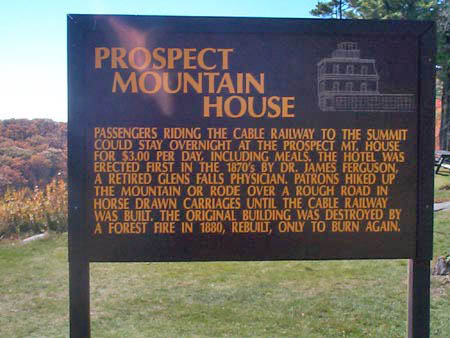 PROSPECT
MOUNTAIN
HOUSE
PASSENGERS RIDING THE CABLE RAILWAY TO THE SUMMIT
COULD STAY OVERNIGHT AT THE PROSPECT MT. HOUSE
FOR $3.00 PER DAY, INCLUDING MEALS. THE HOTEL WAS
ERECTED FIRST IN THE 1870'S BY DR. JAMES FERGUSON,
A RETIRED GLENS FALLS PHYSICIAN. PATRONS HIKED UP
THE MOUNTAIN OR RODE OVER A ROUGH ROAD IN
HORSE DRAWN CARRIAGES UNTIL THE CABLE RAILWAY
WAS BUILT. THE ORIGINAL BUILDING WAS DESTROYED BY
A FOREST FIRE IN 1880, REBUILT, ONLY TO BURN AGAIN.